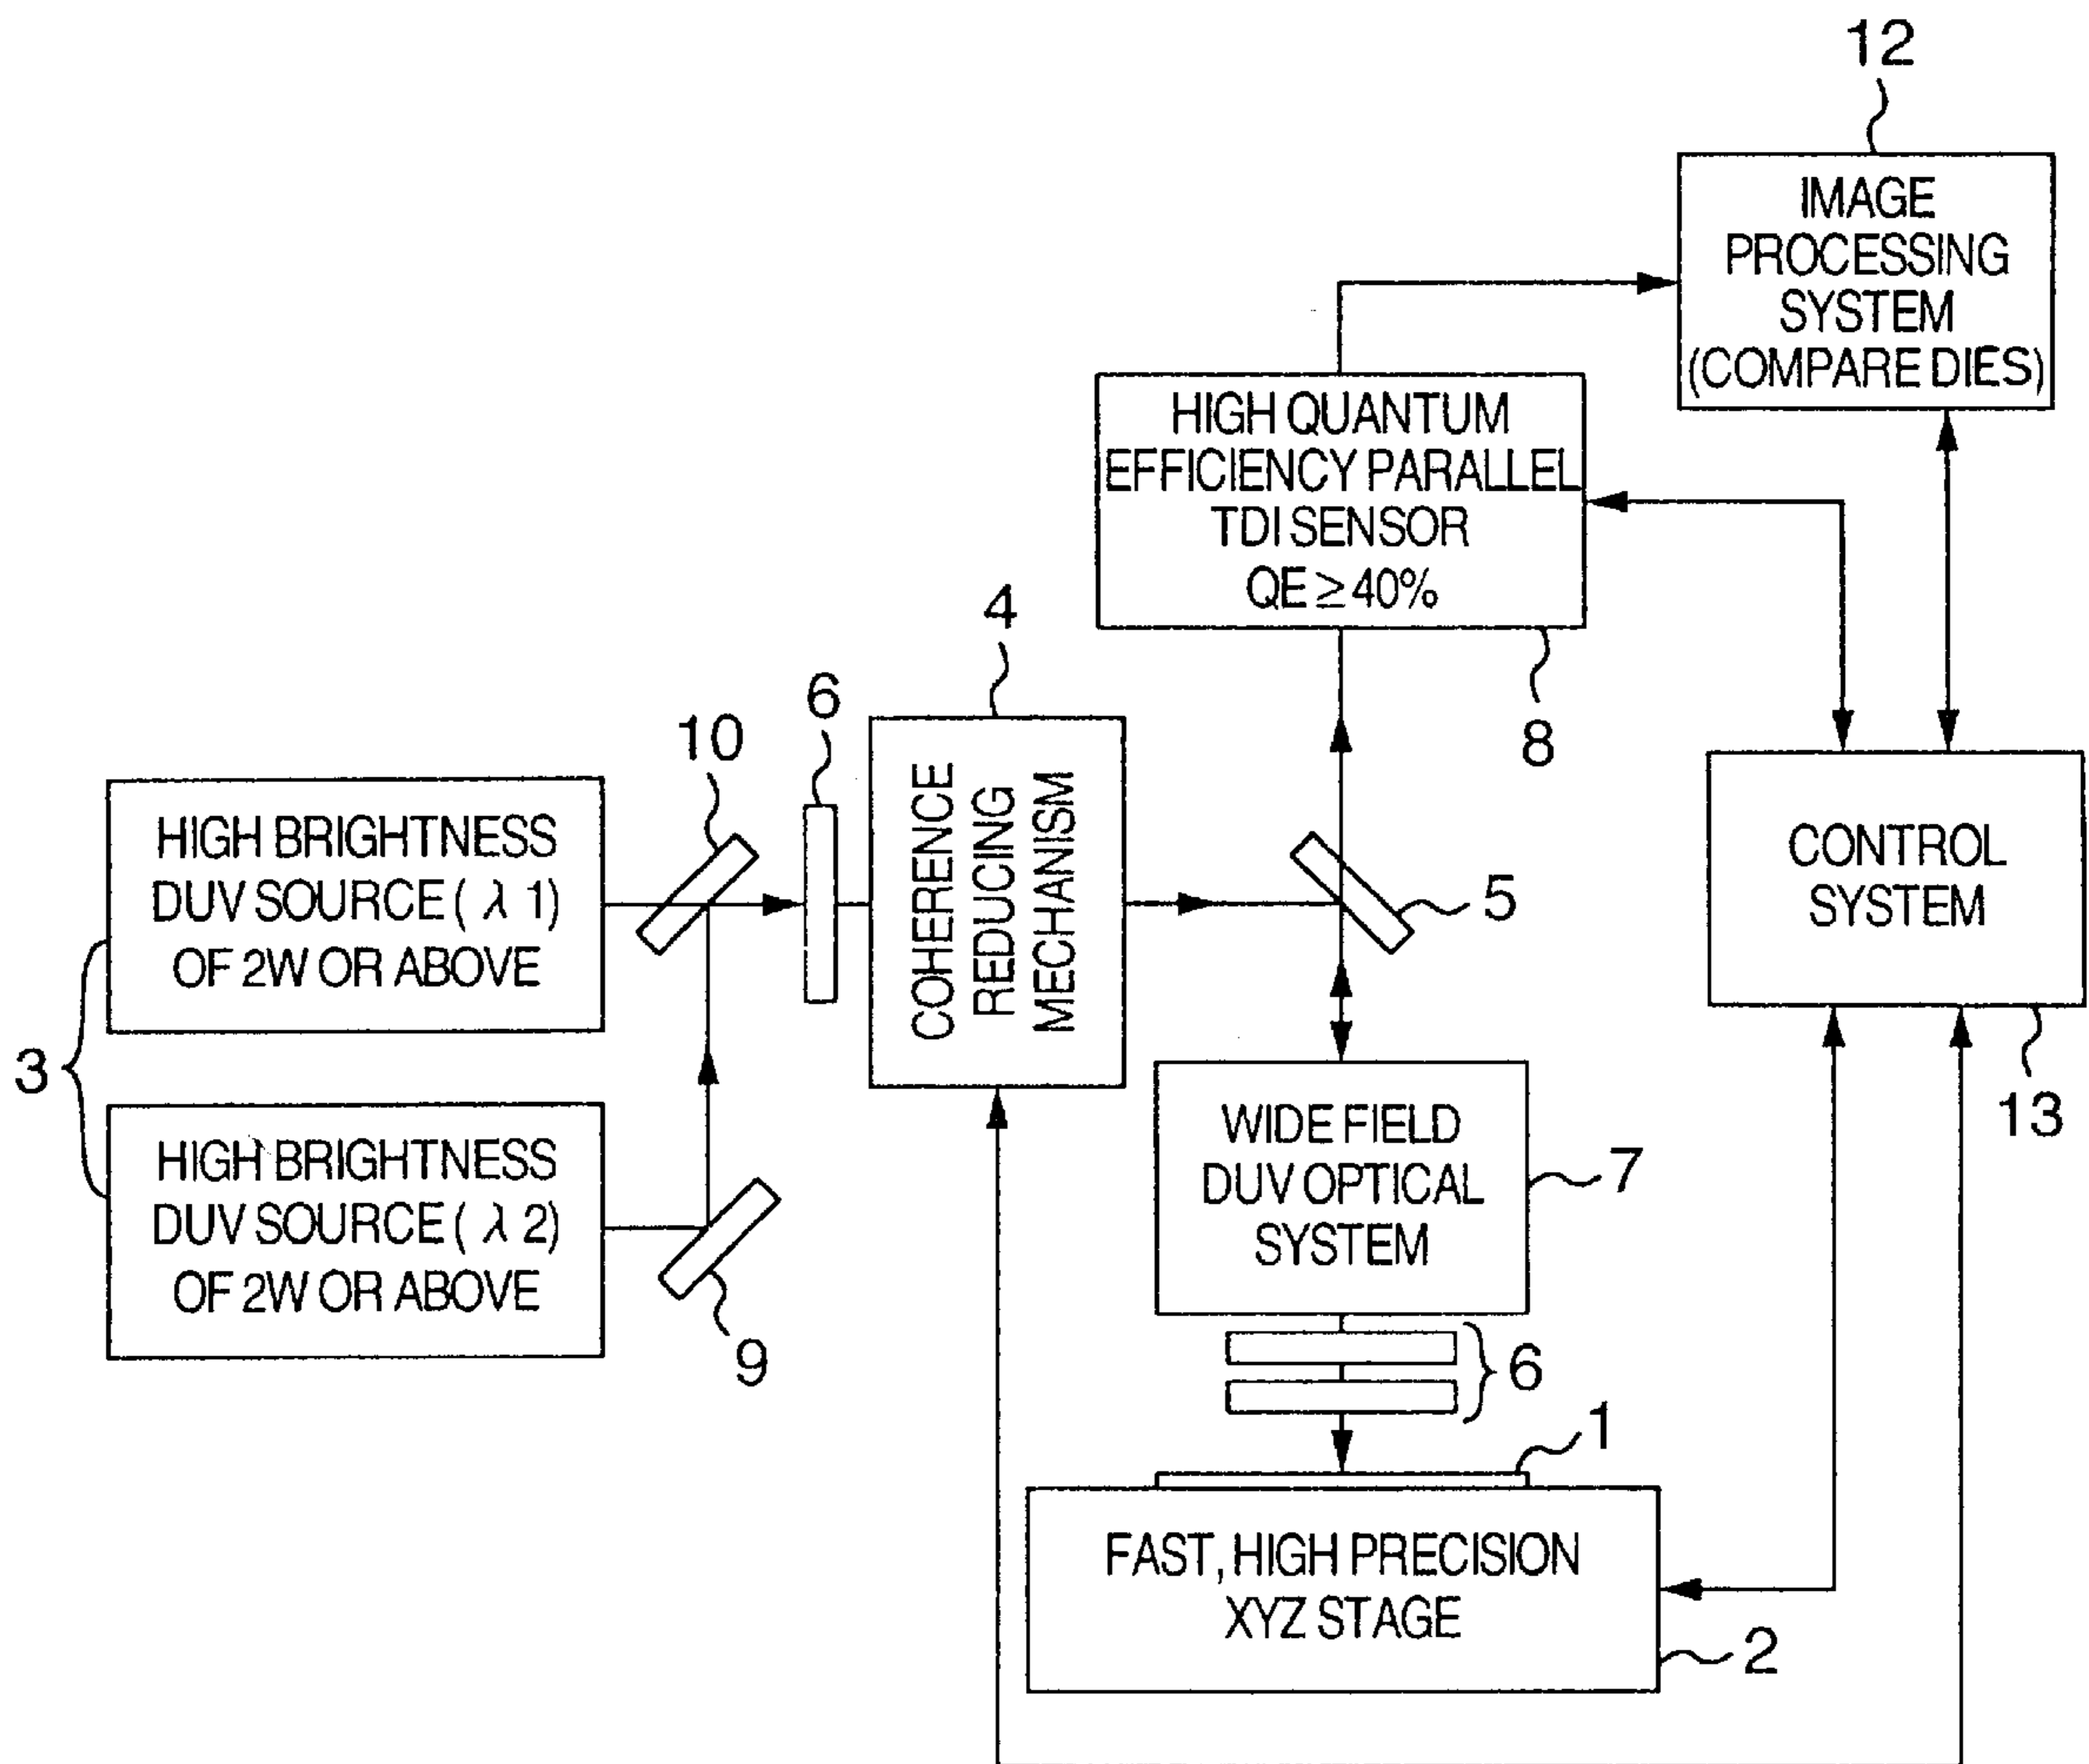 12
IMAGE
PROCESSING
SYSTEM
(COMPARE DIES)
HIGH QUANTUM
EFFICIENCY PARALLEL
TDI SENSOR
QE ≥ 40%
8
4
COHERENCE
REDUCING
MECHANISM
6
10
HIGH BRIGHTNESS
DUV SOURCE ( λ 1)
OF 2W OR ABOVE
3
HIGH BRIGHTNESS
DUV SOURCE ( λ 2)
OF 2W OR ABOVE
9
5
CONTROL
SYSTEM
13
WIDE FIELD
DUV OPTICAL
SYSTEM
7
6
1
FAST, HIGH PRECISION
XYZ STAGE
2